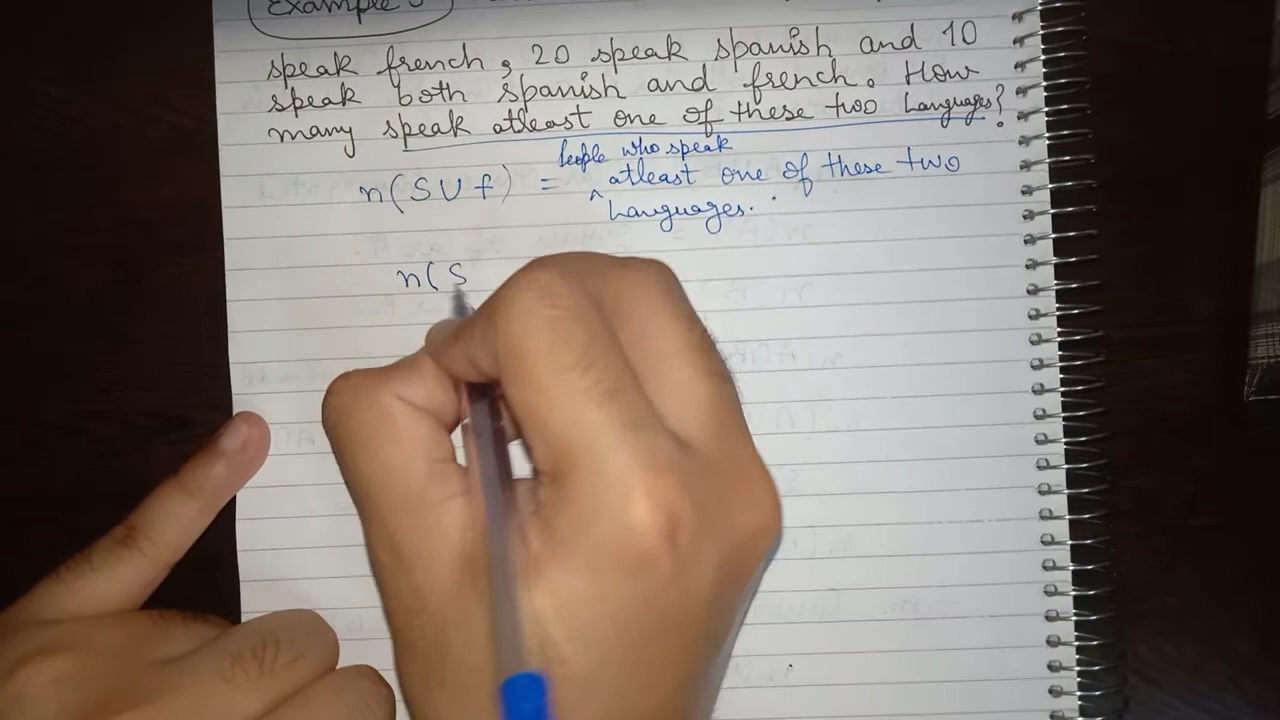 Example
speak french, 20 speak spanish and 10
speak both spanish and french. How
many speak atleast one of these two Languages?
people who speak
n(S∪f) = ^ atleast one of these two
Languages.
n(S